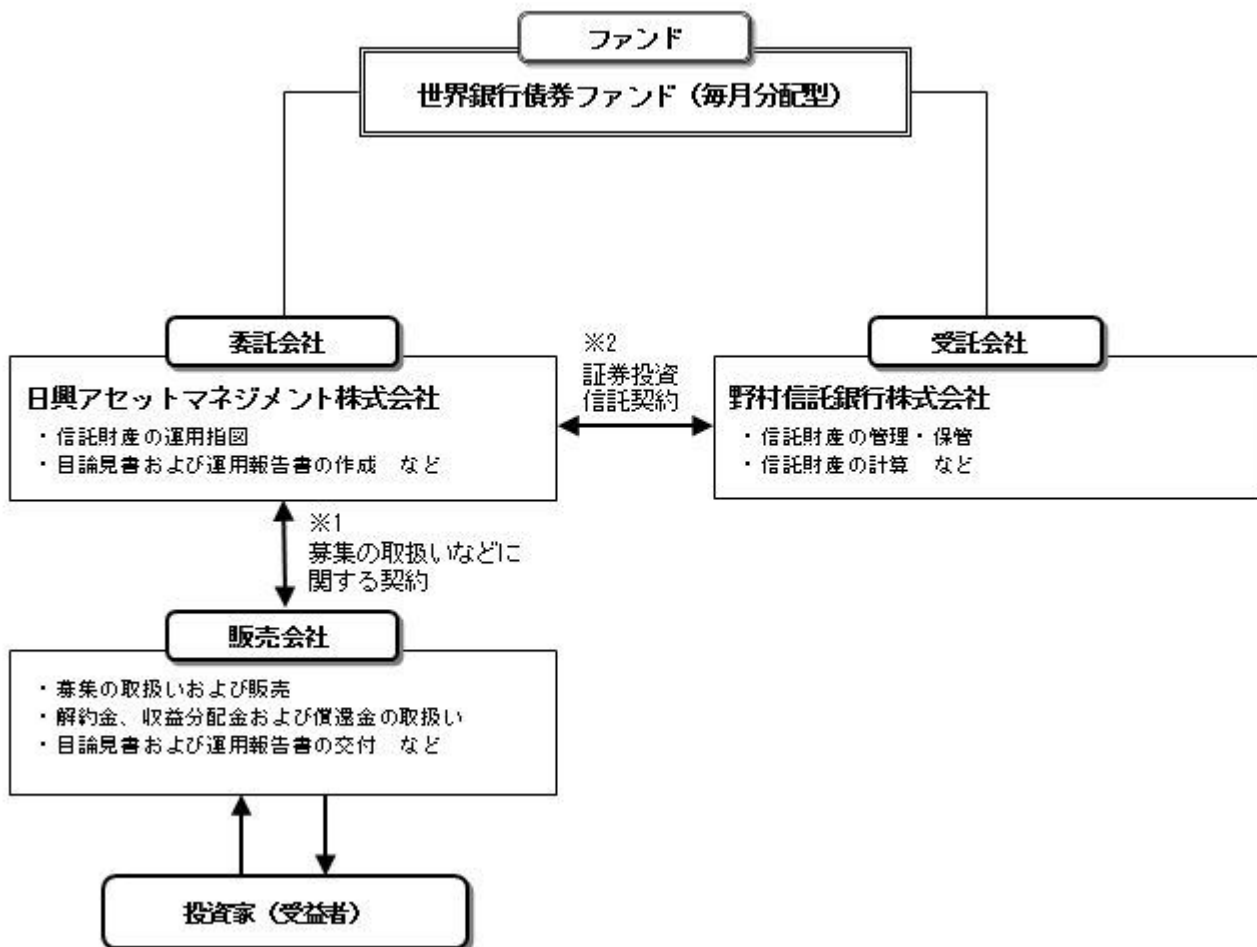 ファンド
世界銀行債券ファンド（毎月分配型）
委託会社
日興アセットマネジメント株式会社
・信託財産の運用指図
・目論見書および運用報告書の作成　など
※2
証券投資
信託契約
受託会社
野村信託銀行株式会社
・信託財産の管理・保管
・信託財産の計算　など
※1
募集の取扱いなどに
関する契約
販売会社
・募集の取扱いおよび販売
・解約金、収益分配金および償還金の取扱い
・目論見書および運用報告書の交付　など
投資家（受益者）